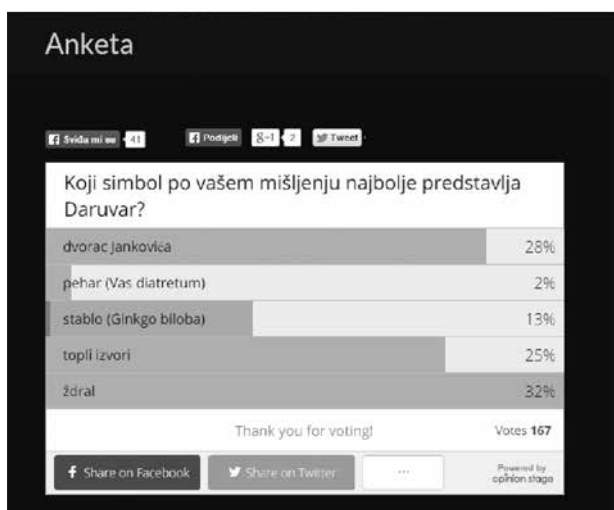 Anketa
Sviđa mi se 41 Podijeli g+1 2 Tweet
Koji simbol po vašem mišljenju najbolje predstavlja
Daruvar?
dvorac Jankovića 28%
pehar (Vas diatretum) 2%
stablo (Ginkgo biloba) 13%
topli izvori 25%
ždral 32%
Thank you for voting! Votes 167
Share on Facebook Share on Twitter ... Powered by
opinion stage